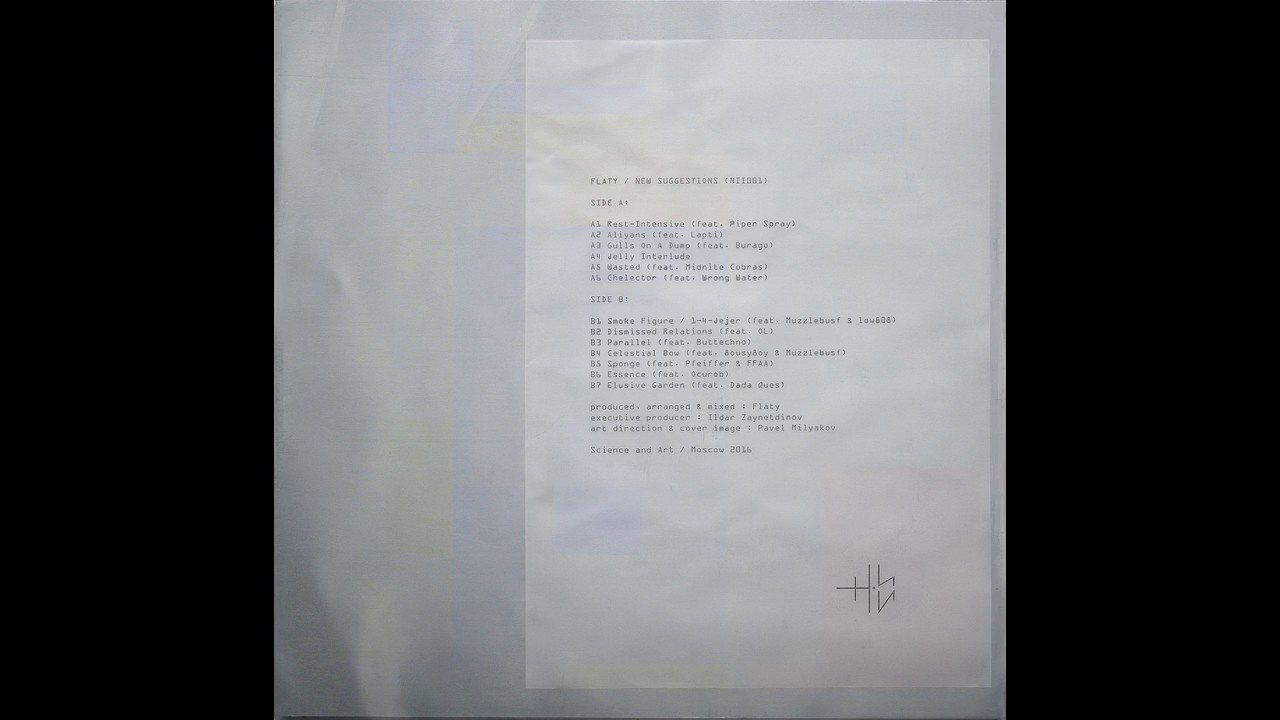 FLATY / NEW SUGGESTIONS (NII001)
SIDE A:
A1 Rest-Intensive (feat. Piper Spray)
A2 Aliyans (feat. Lapti)
A3 Gulls On A Dump (feat. Burago)
A4 Jelly Interlude
A5 Wasted (feat. Midnite Cobras)
A6 Chelector (feat. Wrong Water)
SIDE B:
B1 Smoke Figure / 1-4-Jejer (feat. Muzzlebusf & low808)
B2 Dismissed Relations (feat. OL)
B3 Parallel (feat. Buttechno)
B4 Celestial Bow (feat. BousyBoy & Muzzlebusf)
B5 Sponge (feat. Pfeiffer & FFAA)
B6 Essence (feat. Ocurob)
B7 Elusive Garden (feat. Dada Ques)
produced, arranged & mixed : Flaty
executive producer : Ildar Zaynetdinov
art direction & cover image : Pavel Milyakov
Science and Art / Moscow 2016